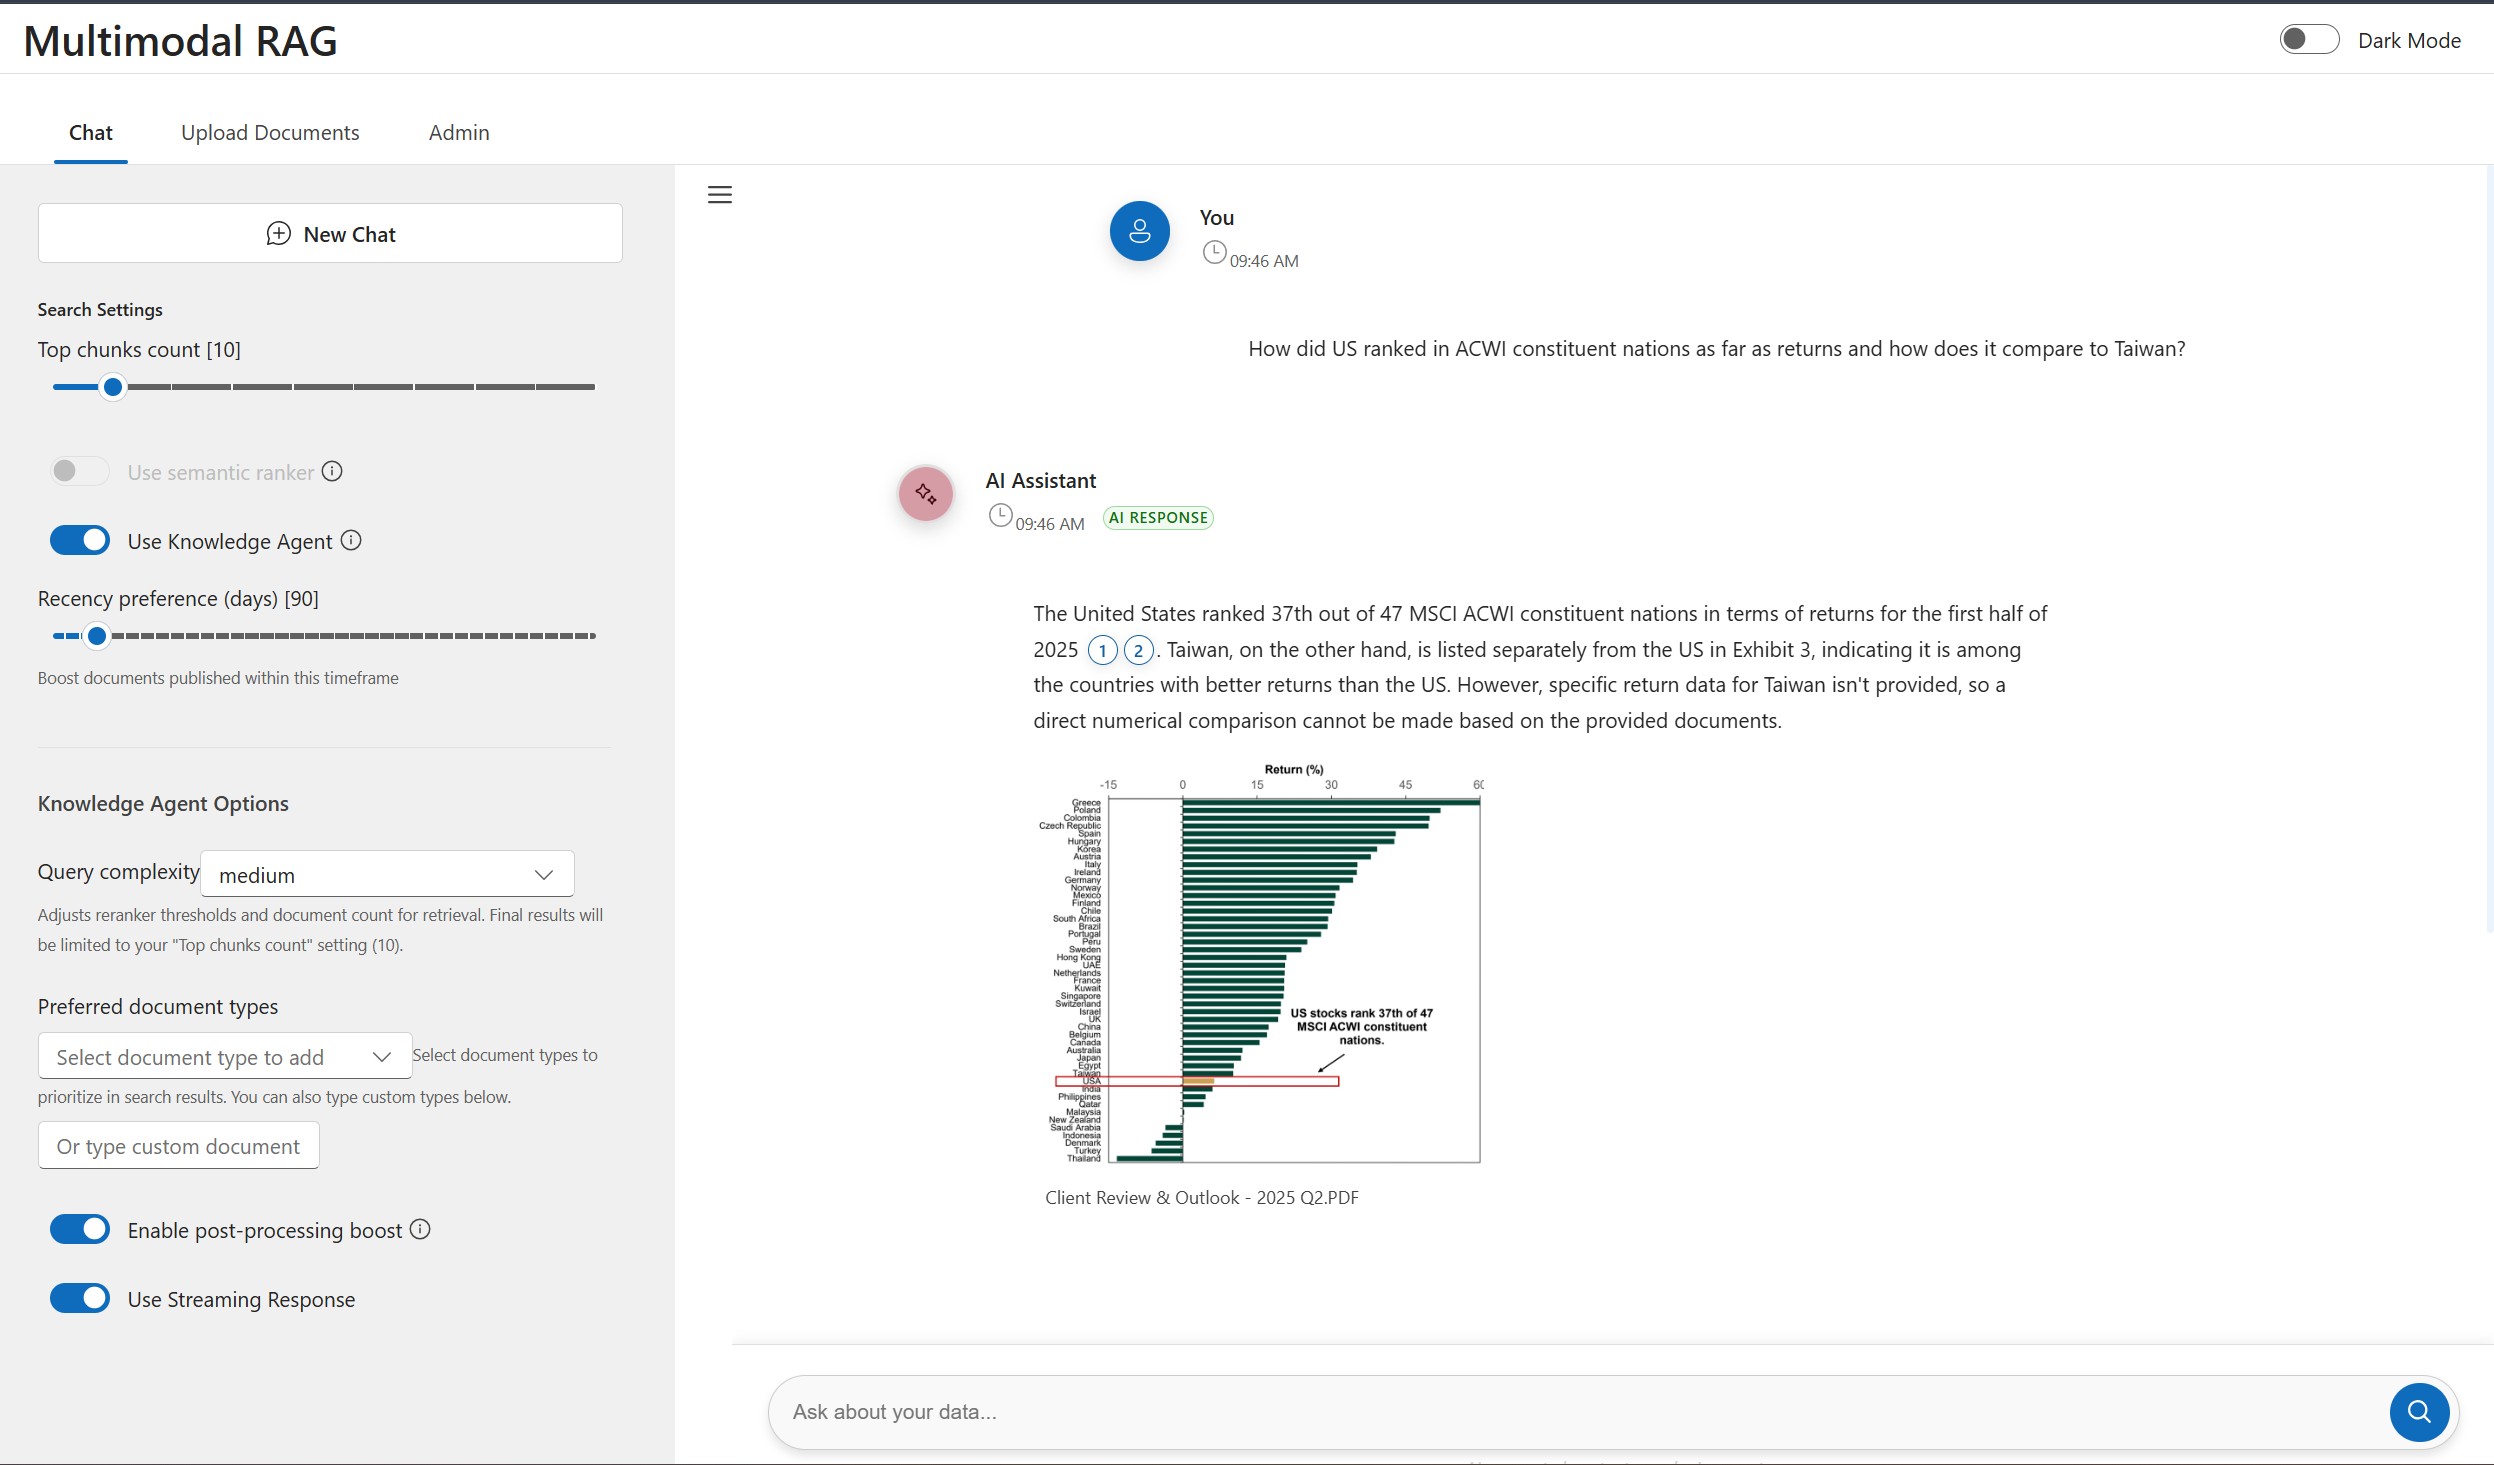 Multimodal RAG
Dark Mode
Chat
Upload Documents
Admin
New Chat
Search Settings
Top chunks count [10]
Use semantic ranker
Use Knowledge Agent
Recency preference (days) [90]
Boost documents published within this timeframe
Knowledge Agent Options
Query complexity
medium
Adjusts reranker thresholds and document count for retrieval. Final results will
be limited to your "Top chunks count" setting (10).
Preferred document types
Select document type to add
Select document types to
prioritize in search results. You can also type custom types below.
Or type custom document
Enable post-processing boost
Use Streaming Response
You
09:46 AM
How did US ranked in ACWI constituent nations as far as returns and how does it compare to Taiwan?
AI Assistant
09:46 AM
AI RESPONSE
The United States ranked 37th out of 47 MSCI ACWI constituent nations in terms of returns for the first half of
2025 1 2. Taiwan, on the other hand, is listed separately from the US in Exhibit 3, indicating it is among
the countries with better returns than the US. However, specific return data for Taiwan isn't provided, so a
direct numerical comparison cannot be made based on the provided documents.
Return (%)
-15 0 15 30 45 60
Greece
Poland
Colombia
Czech Republic
Spain
Hungary
Korea
Austria
Italy
Ireland
Germany
Norway
Mexico
Finland
Chile
South Africa
Brazil
Portugal
Peru
Sweden
Hong Kong
UAE
Netherlands
France
Kuwait
Singapore
Switzerland
Israel
UK
China
Belgium
Canada
Australia
Japan
Egypt
Taiwan
USA
India
Philippines
Qatar
Malaysia
New Zealand
Saudi Arabia
Indonesia
Denmark
Turkey
Thailand
US stocks rank 37th of 47
MSCI ACWI constituent
nations.
Client Review & Outlook - 2025 Q2.PDF
Ask about your data...